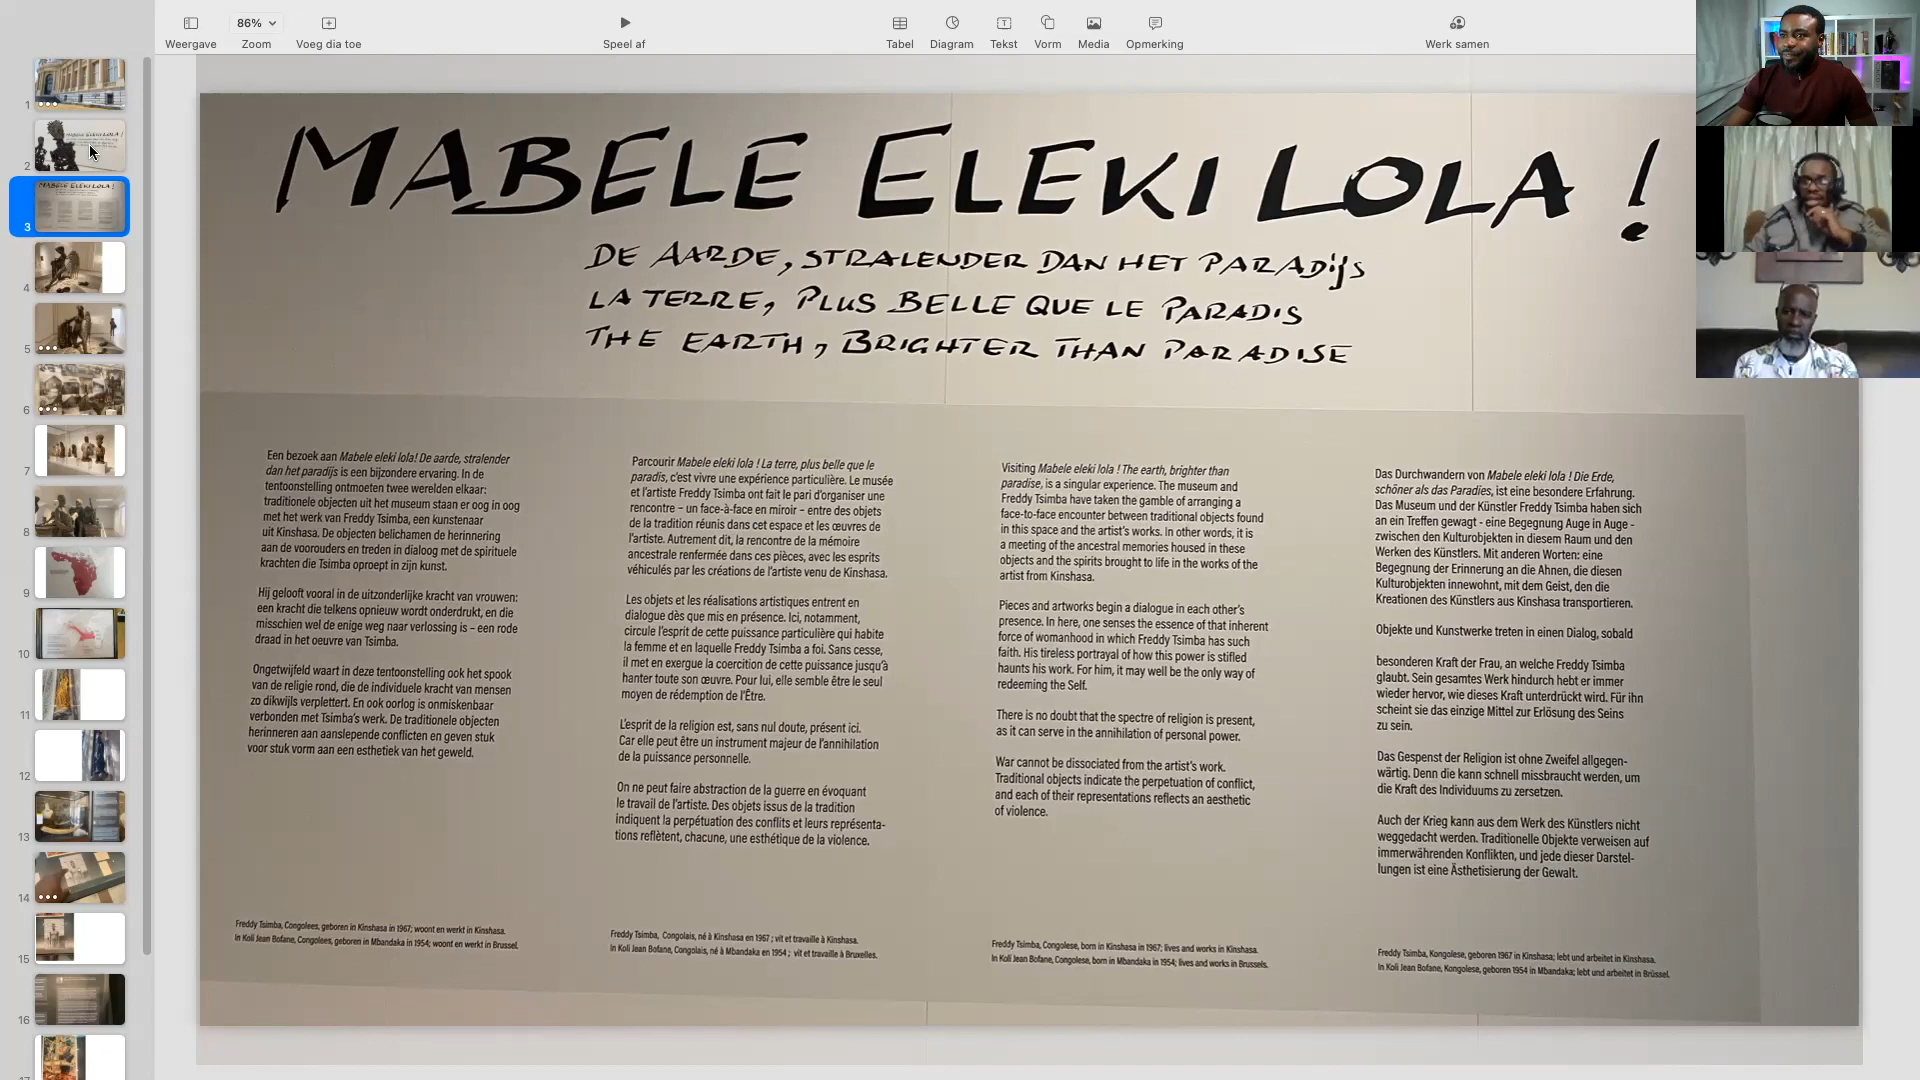 Weergave
86%
Zoom
Voeg dia toe
Speel af
Tabel
Diagram
Tekst
Vorm
Media
Opmerking
Werk samen
1
2
3
4
5
6
7
8
9
10
11
12
13
14
15
16
MABELE ELEKI LOLA !
DE AARDE, STRALENDER DAN HET PARADIJS
LA TERRE, PLUS BELLE QUE LE PARADIS
THE EARTH, BRIGHTER THAN PARADISE
Een bezoek aan Mabele eleki lola! De aarde, stralender
dan het paradijs is een bijzondere ervaring. In de
tentoonstelling ontmoeten twee werelden elkaar:
traditionele objecten uit het museum staan er oog in oog
met het werk van Freddy Tsimba, een kunstenaar
uit Kinshasa. De objecten belichamen de herinnering
aan de voorouders en treden in dialoog met de spirituele
krachten die Tsimba oproept in zijn kunst.
Hij gelooft vooral in de uitzonderlijke kracht van vrouwen:
een kracht die telkens opnieuw wordt onderdrukt, en die
misschien wel de enige weg naar verlossing is – een rode
draad in het oeuvre van Tsimba.
Ongetwijfeld waart in deze tentoonstelling ook het spook
van de religie rond, die de individuele kracht van mensen
zo dikwijls verplettert. En ook oorlog is onmiskenbaar
verbonden met Tsimba's werk. De traditionele objecten
herinneren aan aanslepende conflicten en geven stuk
voor stuk vorm aan een esthetiek van het geweld.
Freddy Tsimba, Congolees, geboren in Kinshasa in 1967; woont en werkt in Kinshasa.
In Koli Jean Bofane, Congolees, geboren in Mbandaka in 1954; woont en werkt in Brussel.
Parcourir Mabele eleki lola ! La terre, plus belle que le
paradis, c'est vivre une expérience particulière. Le musée
et l'artiste Freddy Tsimba ont fait le pari d'organiser une
rencontre – un face-à-face en miroir – entre des objets
de la tradition réunis dans cet espace et les œuvres de
l'artiste. Autrement dit, la rencontre de la mémoire
ancestrale renfermée dans ces pièces, avec les esprits
véhiculés par les créations de l'artiste venu de Kinshasa.
Les objets et les réalisations artistiques entrent en
dialogue dès que mis en présence. Ici, notamment,
circule l'esprit de cette puissance particulière qui habite
la femme et en laquelle Freddy Tsimba a foi. Sans cesse,
il met en exergue la coercition de cette puissance jusqu'à
hanter toute son œuvre. Pour lui, elle semble être le seul
moyen de rédemption de l'Être.
L'esprit de la religion est, sans nul doute, présent ici.
Car elle peut être un instrument majeur de l'annihilation
de la puissance personnelle.
On ne peut faire abstraction de la guerre en évoquant
le travail de l'artiste. Des objets issus de la tradition
indiquent la perpétuation des conflits et leurs représenta-
tions reflètent, chacune, une esthétique de la violence.
Freddy Tsimba, Congolais, né à Kinshasa en 1967 ; vit et travaille à Kinshasa.
In Koli Jean Bofane, Congolais, né à Mbandaka en 1954 ; vit et travaille à Bruxelles.
Visiting Mabele eleki lola ! The earth, brighter than
paradise, is a singular experience. The museum and
Freddy Tsimba have taken the gamble of arranging a
face-to-face encounter between traditional objects found
in this space and the artist's works. In other words, it is
a meeting of the ancestral memories housed in these
objects and the spirits brought to life in the works of the
artist from Kinshasa.
Pieces and artworks begin a dialogue in each other's
presence. In here, one senses the essence of that inherent
force of womanhood in which Freddy Tsimba has such
faith. His tireless portrayal of how this power is stifled
haunts his work. For him, it may well be the only way of
redeeming the Self.
There is no doubt that the spectre of religion is present,
as it can serve in the annihilation of personal power.
War cannot be dissociated from the artist's work.
Traditional objects indicate the perpetuation of conflict,
and each of their representations reflects an aesthetic
of violence.
Freddy Tsimba, Congolese, born in Kinshasa in 1967; lives and works in Kinshasa.
In Koli Jean Bofane, Congolese, born in Mbandaka in 1954; lives and works in Brussels.
Das Durchwandern von Mabele eleki lola ! Die Erde,
schöner als das Paradies, ist eine besondere Erfahrung.
Das Museum und der Künstler Freddy Tsimba haben sich
an ein Treffen gewagt - eine Begegnung Auge in Auge -
zwischen den Kulturobjekten in diesem Raum und den
Werken des Künstlers. Mit anderen Worten: eine
Begegnung der Erinnerung an die Ahnen, die diesen
Kulturobjekten innewohnt, mit dem Geist, den die
Kreationen des Künstlers aus Kinshasa transportieren.
Objekte und Kunstwerke treten in einen Dialog, sobald
besonderen Kraft der Frau, an welche Freddy Tsimba
glaubt. Sein gesamtes Werk hindurch hebt er immer
wieder hervor, wie dieses Kraft unterdrückt wird. Für ihn
scheint sie das einzige Mittel zur Erlösung des Seins
zu sein.
Das Gespenst der Religion ist ohne Zweifel allgegen-
wärtig. Denn die kann schnell missbraucht werden, um
die Kraft des Individuums zu zersetzen.
Auch der Krieg kann aus dem Werk des Künstlers nicht
weggedacht werden. Traditionelle Objekte verweisen auf
immerwährenden Konflikten, und jede dieser Darstel-
lungen ist eine Ästhetisierung der Gewalt.
Freddy Tsimba, Kongolese, geboren 1967 in Kinshasa; lebt und arbeitet in Kinshasa.
In Koli Jean Bofane, Kongolese, geboren 1954 in Mbandaka; lebt und arbeitet in Brüssel.